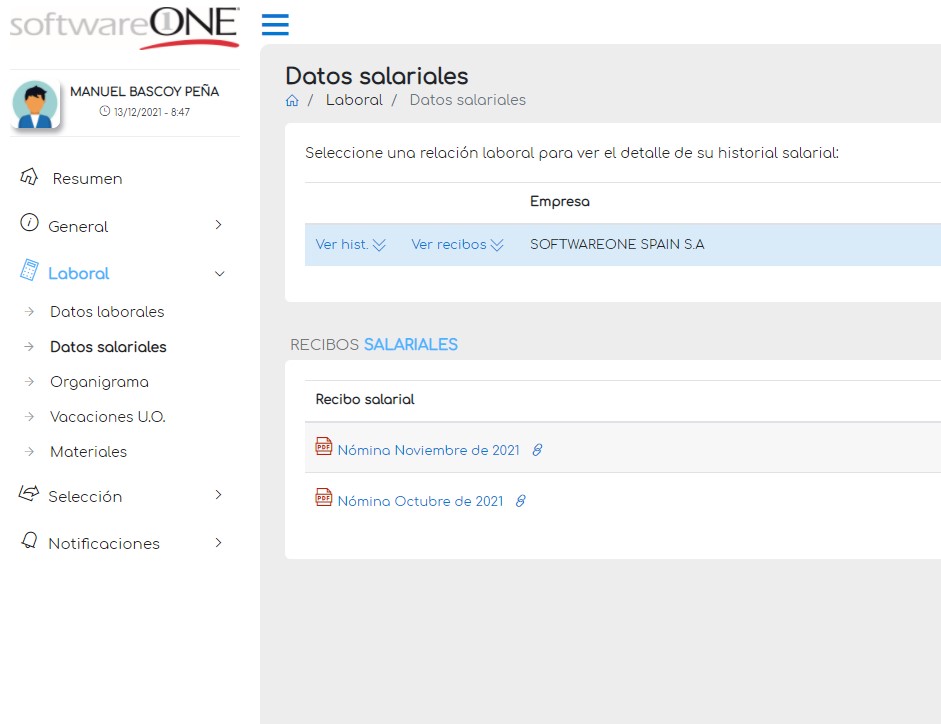 softwareONE
MANUEL BASCOY PEÑA
13/12/2021 - 8:47
Resumen
General
Laboral
Datos laborales
Datos salariales
Organigrama
Vacaciones U.O.
Materiales
Selección
Notificaciones
Datos salariales
/ Laboral / Datos salariales
Seleccione una relación laboral para ver el detalle de su historial salarial:
Empresa
Ver hist. Ver recibos SOFTWAREONE SPAIN S.A
RECIBOS SALARIALES
Recibo salarial
PDF Nómina Noviembre de 2021
PDF Nómina Octubre de 2021